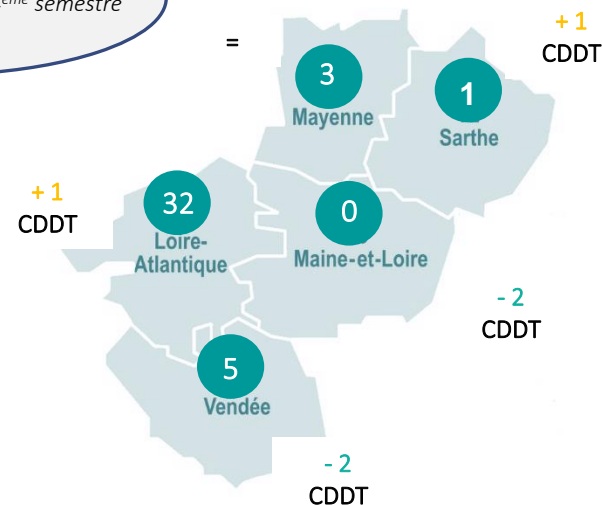 ème semestre
=
+ 1
CDDT
3
Mayenne
1
Sarthe
+ 1
CDDT
32
Loire-
Atlantique
0
Maine-et-Loire
- 2
CDDT
5
Vendée
- 2
CDDT